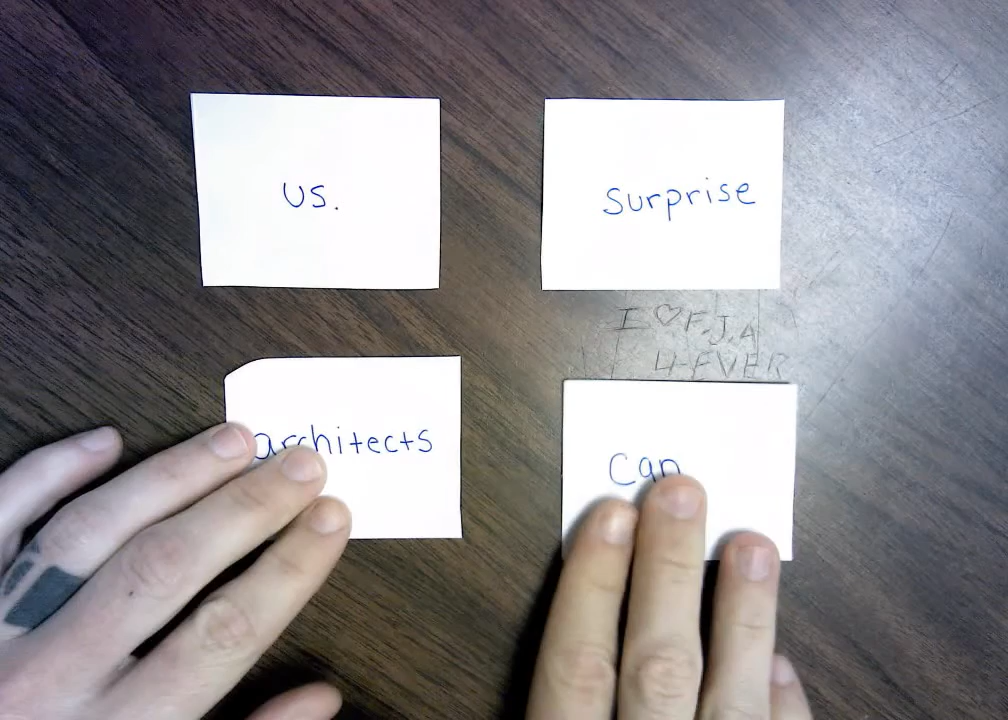 us.
surprise
I ♡ F.J.A
4-EVER
architects
can